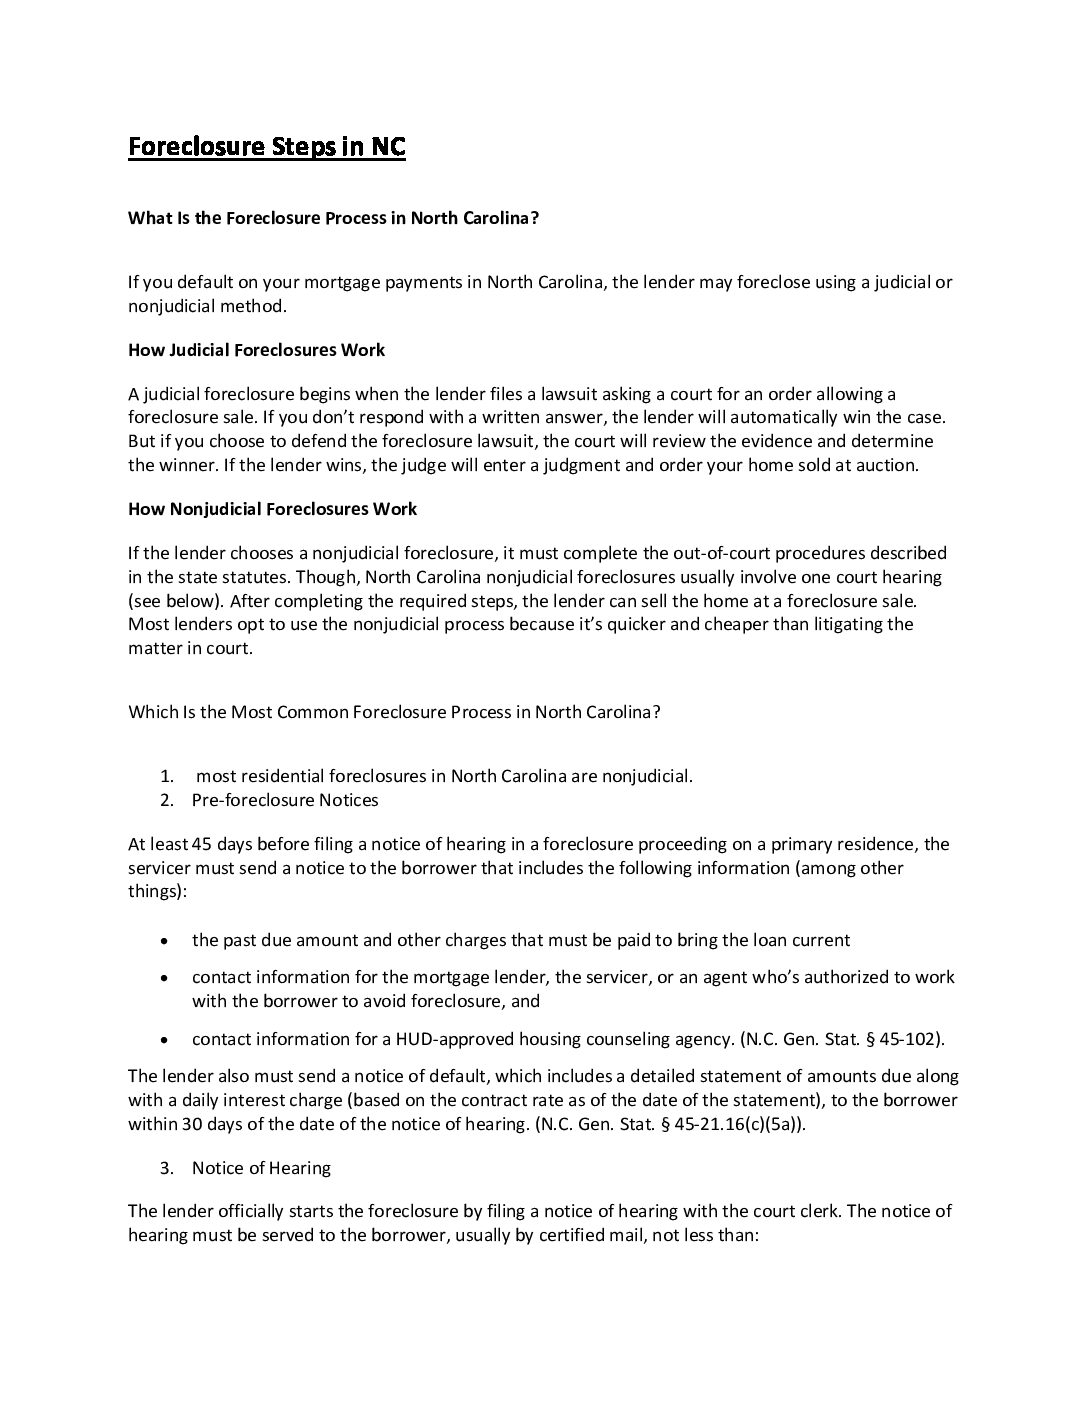 Foreclosure Steps in NC
What Is the Foreclosure Process in North Carolina?
If you default on your mortgage payments in North Carolina, the lender may foreclose using a judicial or
nonjudicial method.
How Judicial Foreclosures Work
A judicial foreclosure begins when the lender files a lawsuit asking a court for an order allowing a
foreclosure sale. If you don’t respond with a written answer, the lender will automatically win the case.
But if you choose to defend the foreclosure lawsuit, the court will review the evidence and determine
the winner. If the lender wins, the judge will enter a judgment and order your home sold at auction.
How Nonjudicial Foreclosures Work
If the lender chooses a nonjudicial foreclosure, it must complete the out-of-court procedures described
in the state statutes. Though, North Carolina nonjudicial foreclosures usually involve one court hearing
(see below). After completing the required steps, the lender can sell the home at a foreclosure sale.
Most lenders opt to use the nonjudicial process because it’s quicker and cheaper than litigating the
matter in court.
Which Is the Most Common Foreclosure Process in North Carolina?
1. most residential foreclosures in North Carolina are nonjudicial.
2. Pre-foreclosure Notices
At least 45 days before filing a notice of hearing in a foreclosure proceeding on a primary residence, the
servicer must send a notice to the borrower that includes the following information (among other
things):
• the past due amount and other charges that must be paid to bring the loan current
• contact information for the mortgage lender, the servicer, or an agent who’s authorized to work
with the borrower to avoid foreclosure, and
• contact information for a HUD-approved housing counseling agency. (N.C. Gen. Stat. § 45-102).
The lender also must send a notice of default, which includes a detailed statement of amounts due along
with a daily interest charge (based on the contract rate as of the date of the statement), to the borrower
within 30 days of the date of the notice of hearing. (N.C. Gen. Stat. § 45-21.16(c)(5a)).
3. Notice of Hearing
The lender officially starts the foreclosure by filing a notice of hearing with the court clerk. The notice of
hearing must be served to the borrower, usually by certified mail, not less than: